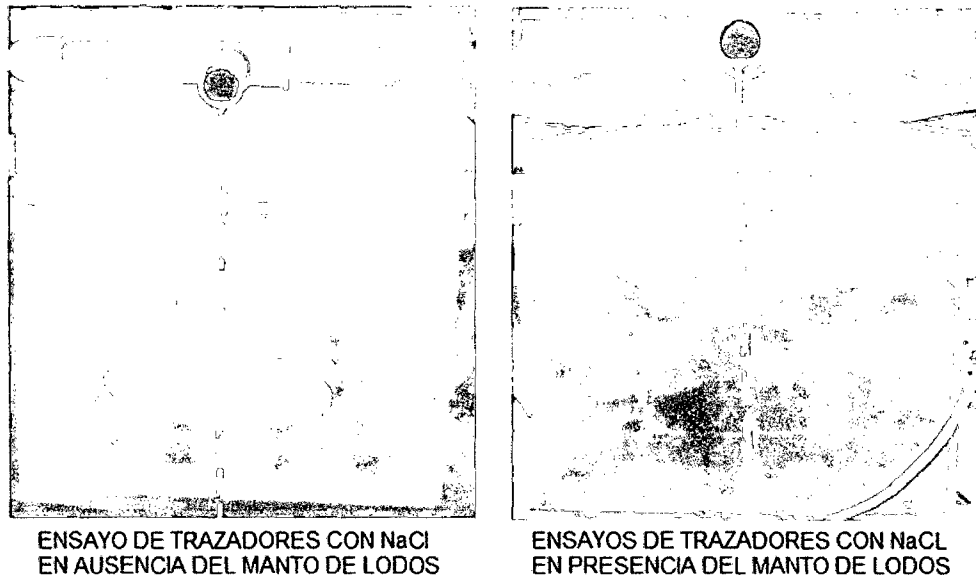 ENSAYO DE TRAZADORES CON NaCl
EN AUSENCIA DEL MANTO DE LODOS
ENSAYOS DE TRAZADORES CON NaCL
EN PRESENCIA DEL MANTO DE LODOS